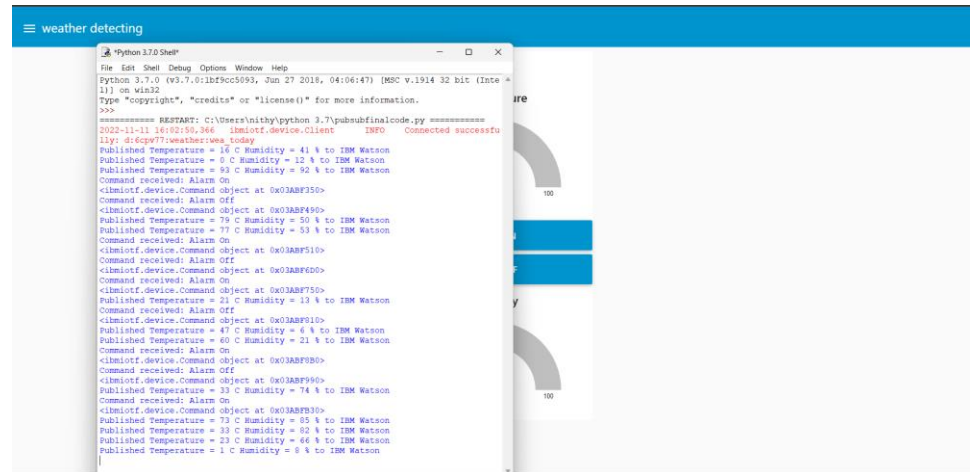 weather detecting
*Python 3.7.0 Shell*
File Edit Shell Debug Options Window Help
Python 3.7.0 (v3.7.0:1bf9cc5093, Jun 27 2018, 04:06:47) [MSC v.1914 32 bit (Inte
l)] on win32
Type "copyright", "credits" or "license()" for more information.
>>>
=========== RESTART: C:\Users\nithy\python 3.7\pubsubfinalcode.py ===========
2022-11-11 16:02:50,366 ibmiotf.device.Client INFO Connected successfu
lly: d:6cpv77:weather:wea_today
Published Temperature = 16 C Humidity = 41 % to IBM Watson
Published Temperature = 0 C Humidity = 12 % to IBM Watson
Published Temperature = 93 C Humidity = 92 % to IBM Watson
Command received: Alarm On
<ibmiotf.device.Command object at 0x03ABF350>
Command received: Alarm Off
<ibmiotf.device.Command object at 0x03ABF490>
Published Temperature = 79 C Humidity = 50 % to IBM Watson
Published Temperature = 77 C Humidity = 53 % to IBM Watson
Command received: Alarm On
<ibmiotf.device.Command object at 0x03ABF510>
Command received: Alarm Off
<ibmiotf.device.Command object at 0x03ABF6D0>
Command received: Alarm On
<ibmiotf.device.Command object at 0x03ABF750>
Published Temperature = 21 C Humidity = 13 % to IBM Watson
Command received: Alarm Off
<ibmiotf.device.Command object at 0x03ABF810>
Published Temperature = 47 C Humidity = 6 % to IBM Watson
Published Temperature = 60 C Humidity = 21 % to IBM Watson
Command received: Alarm On
<ibmiotf.device.Command object at 0x03ABF8B0>
Command received: Alarm Off
<ibmiotf.device.Command object at 0x03ABF990>
Published Temperature = 33 C Humidity = 74 % to IBM Watson
Command received: Alarm On
<ibmiotf.device.Command object at 0x03ABFB30>
Published Temperature = 73 C Humidity = 85 % to IBM Watson
Published Temperature = 33 C Humidity = 82 % to IBM Watson
Published Temperature = 23 C Humidity = 66 % to IBM Watson
Published Temperature = 1 C Humidity = 8 % to IBM Watson
ure
100
N
F
y
100